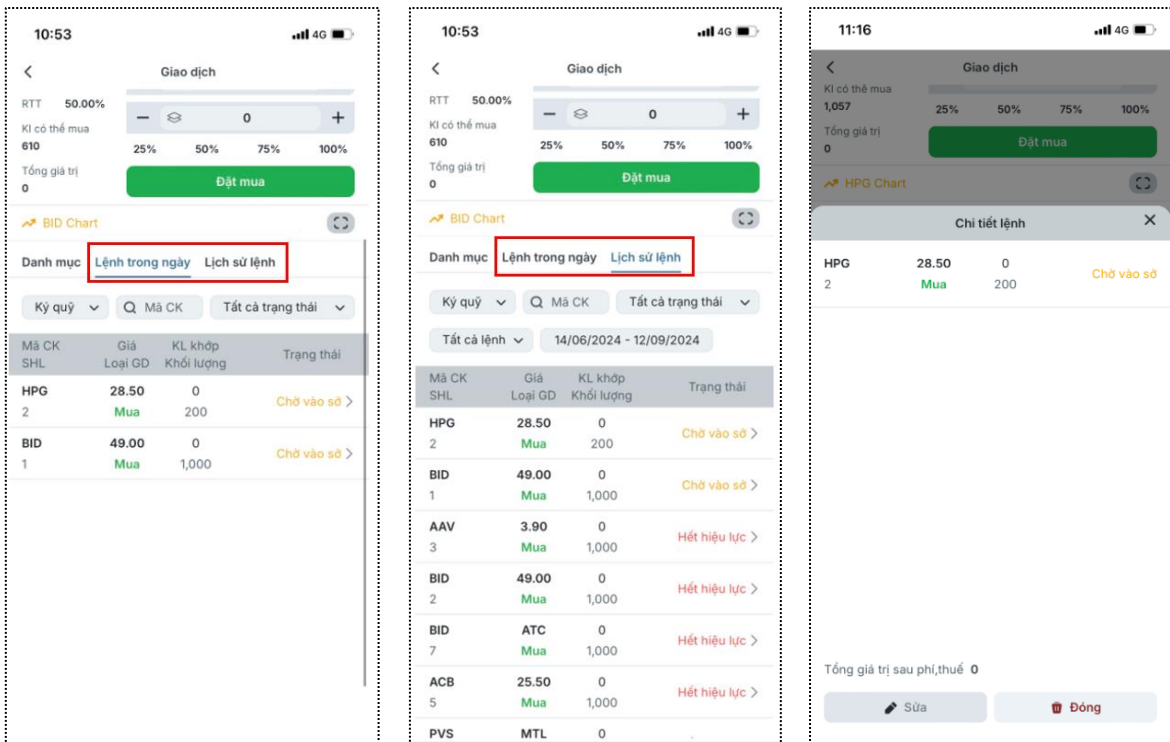 10:53
4G
Giao dịch
RTT 50.00%
0
Kl có thể mua
610
25% 50% 75% 100%
Tổng giá trị
0
Đặt mua
BID Chart
Danh mục Lệnh trong ngày Lịch sử lệnh
Ký quỹ Mã CK Tất cả trạng thái
Mã CK Giá KL khớp Trạng thái
SHL Loại GD Khối lượng
HPG 28.50 0 Chờ vào sở
2 Mua 200
BID 49.00 0 Chờ vào sở
1 Mua 1,000
10:53
4G
Giao dịch
RTT 50.00%
0
Kl có thể mua
610
25% 50% 75% 100%
Tổng giá trị
0
Đặt mua
BID Chart
Danh mục Lệnh trong ngày Lịch sử lệnh
Ký quỹ Mã CK Tất cả trạng thái
Tất cả lệnh 14/06/2024 - 12/09/2024
Mã CK Giá KL khớp Trạng thái
SHL Loại GD Khối lượng
HPG 28.50 0 Chờ vào sở
2 Mua 200
BID 49.00 0 Chờ vào sở
1 Mua 1,000
AAV 3.90 0 Hết hiệu lực
3 Mua 1,000
BID 49.00 0 Hết hiệu lực
2 Mua 1,000
BID ATC 0 Hết hiệu lực
7 Mua 1,000
ACB 25.50 0 Hết hiệu lực
5 Mua 1,000
PVS MTL 0
11:16
4G
Giao dịch
Kl có thể mua
1,057
25% 50% 75% 100%
Tổng giá trị
0
Đặt mua
HPG Chart
Chi tiết lệnh
HPG 28.50 0 Chờ vào sở
2 Mua 200
Tổng giá trị sau phí,thuế 0
Sửa Đóng